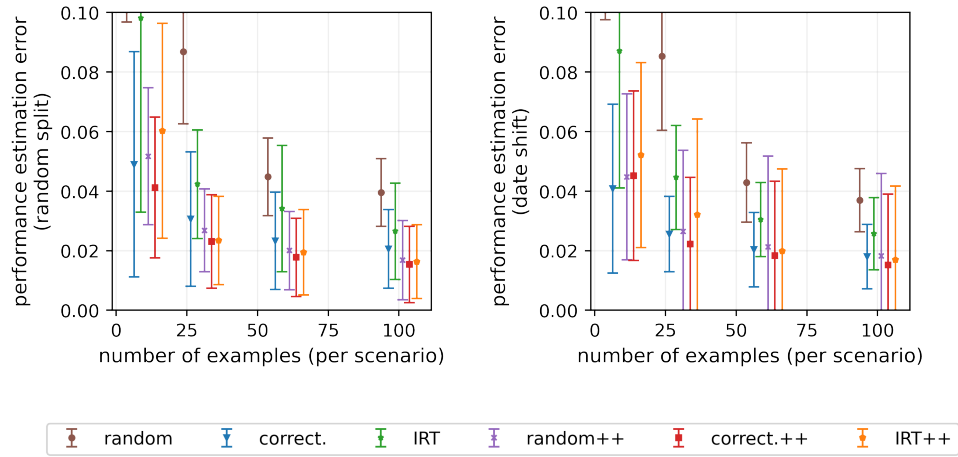 performance estimation error
(random split)
0.10
0.08
0.06
0.04
0.02
0.00
0
25
50
75
100
number of examples (per scenario)
performance estimation error
(date shift)
0.10
0.08
0.06
0.04
0.02
0.00
0
25
50
75
100
number of examples (per scenario)
random
correct.
IRT
random++
correct.++
IRT++